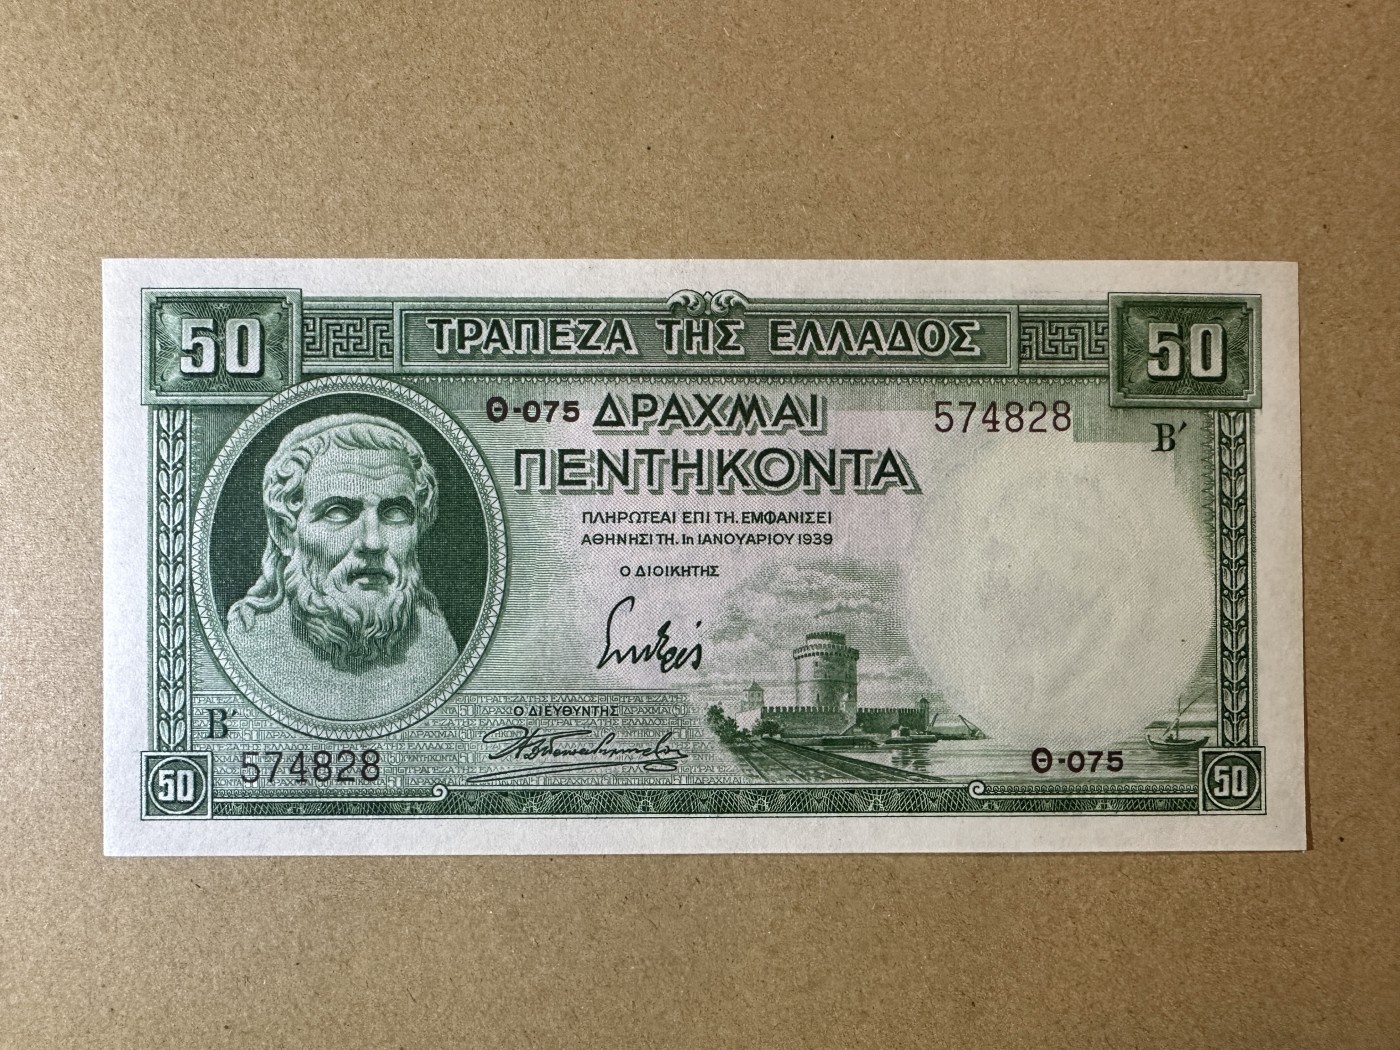 50 ΤΡΑΠΕΖΑ ΤΗΣ ΕΛΛΑΔΟΣ 50
Θ-075 ΔΡΑΧΜΑΙ 574828
Β΄
ΠΕΝΤΗΚΟΝΤΑ
ΠΛΗΡΩΤΕΑΙ ΕΠΙ ΤΗ. ΕΜΦΑΝΙΣΕΙ
ΑΘΗΝΗΣΙ ΤΗ. 1η ΙΑΝΟΥΑΡΙΟΥ 1939
Ο ΔΙΟΙΚΗΤΗΣ
Ο ΔΙΕΥΘΥΝΤΗΣ
Β΄
574828 Θ-075
50 50